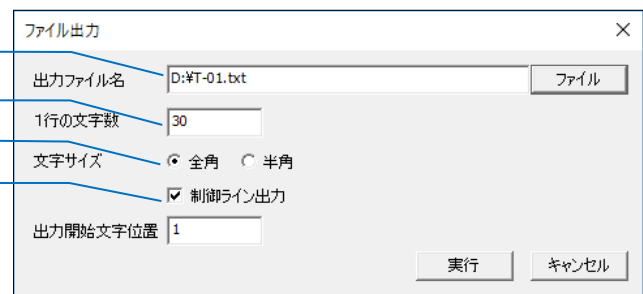 ファイル出力
出力ファイル名 D:¥T-01.txt ファイル
1行の文字数 30
文字サイズ 全角 半角
制御ライン出力
出力開始文字位置 1
実行 キャンセル